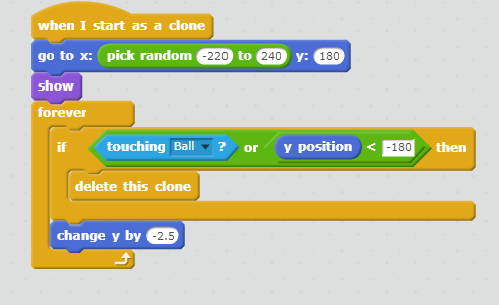 when I start as a clone
go to x: pick random -220 to 240 y: 180
show
forever
if touching Ball ? or y position < -180 then
delete this clone
change y by -2.5